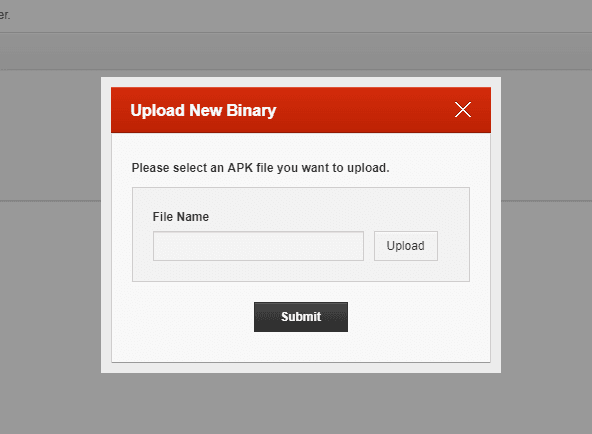 er.
Upload New Binary
Please select an APK file you want to upload.
File Name
Upload
Submit